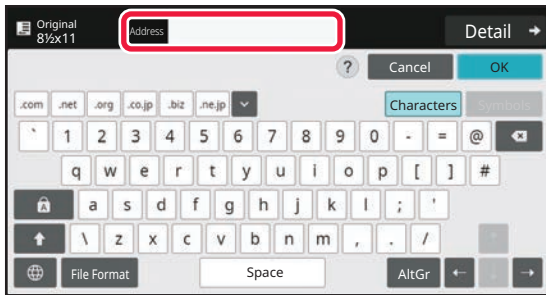 Original
8½x11
Address
Detail
? Cancel OK
.com .net .org .co.jp .biz .ne.jp Characters Symbols
` 1 2 3 4 5 6 7 8 9 0 - = @
q w e r t y u i o p [ ] #
A a s d f g h j k l ; '
\ z x c v b n m , . /
File Format Space AltGr